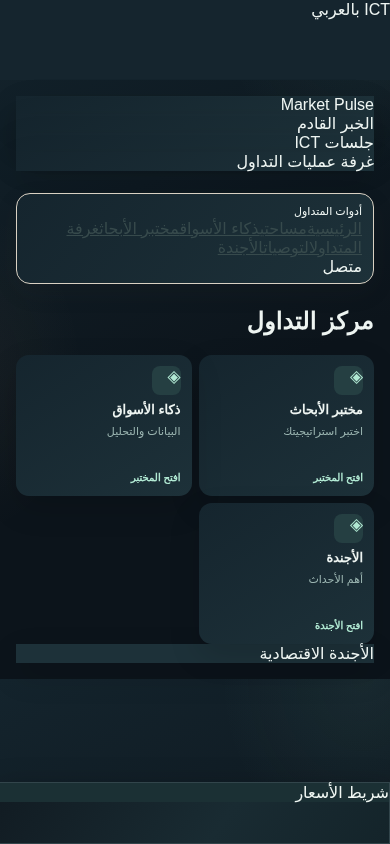 ICT بالعربي
Market Pulse
الخبر القادم
جلسات ICT
غرفة عمليات التداول
أدوات المتداول
الرئيسيةمساحتيذكاء الأسواقمختبر الأبحاثغرفة
المتداولالتوصياتالأجندة
متصل
مركز التداول
◈
مختبر الأبحاث
اختبر استراتيجيتك
افتح المختبر
◈
ذكاء الأسواق
البيانات والتحليل
افتح المختبر
◈
الأجندة
أهم الأحداث
افتح الأجندة
الأجندة الاقتصادية
شريط الأسعار